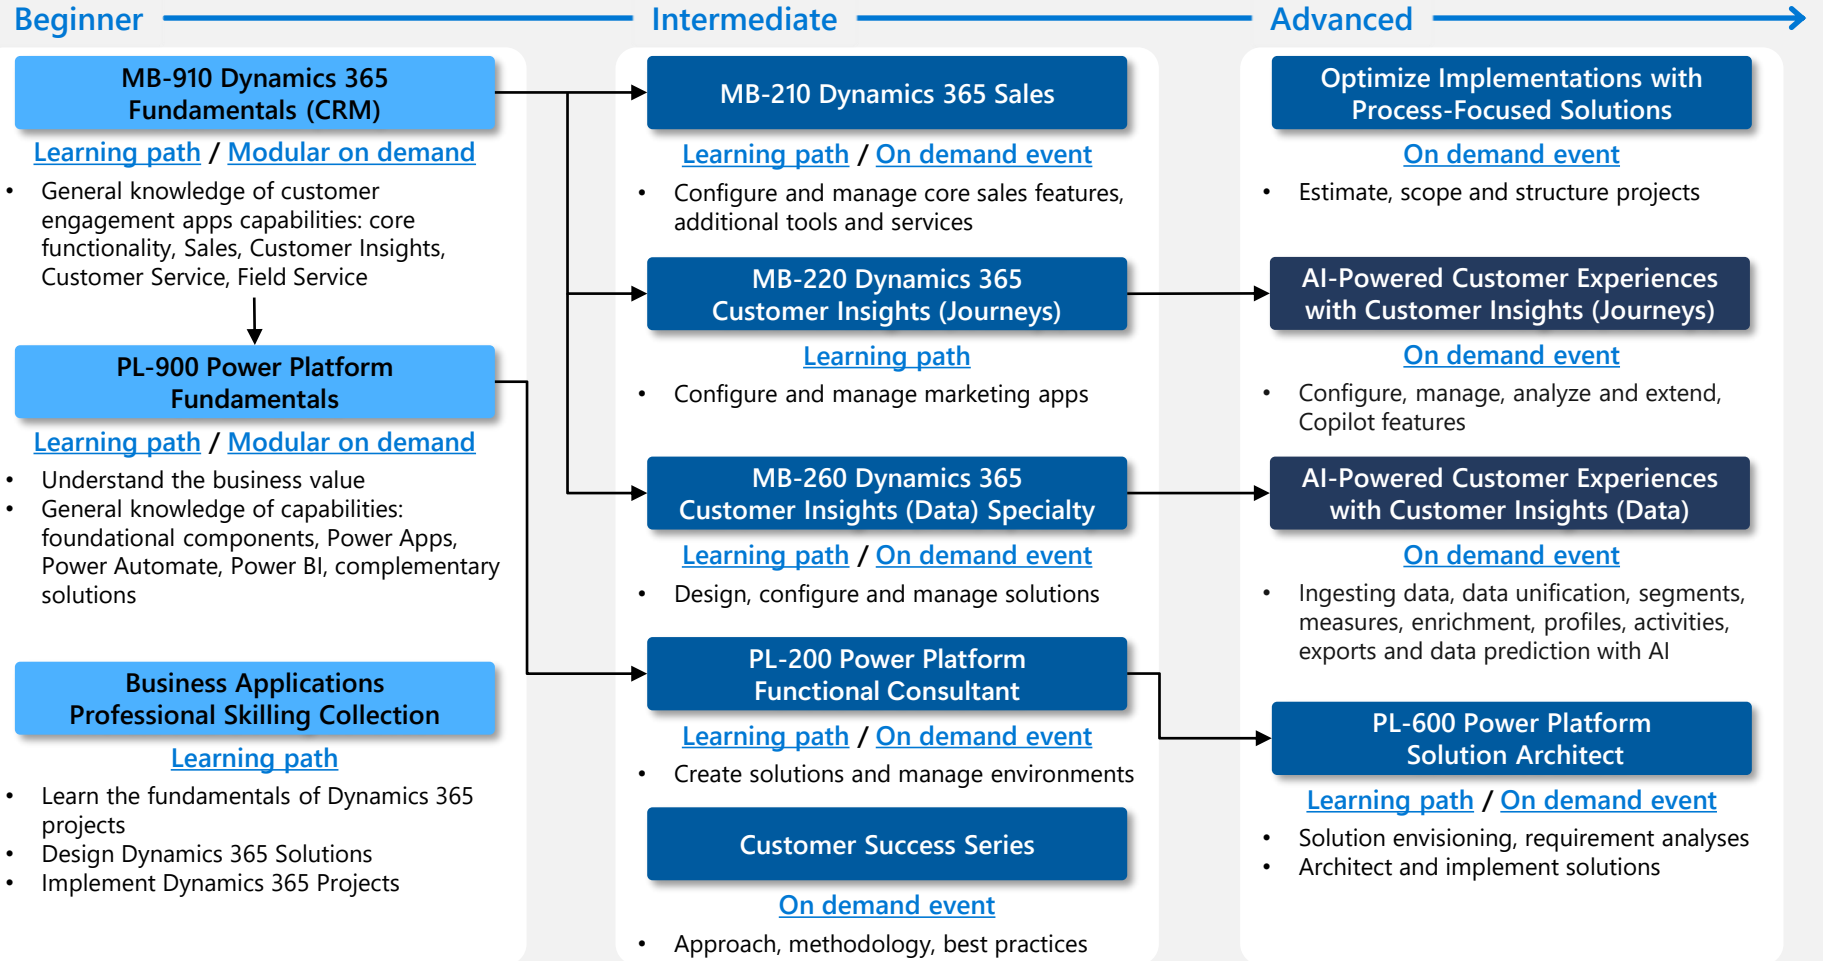 Beginner
Intermediate
Advanced
MB-910 Dynamics 365
Fundamentals (CRM)
Learning path / Modular on demand
• General knowledge of customer
engagement apps capabilities: core
functionality, Sales, Customer Insights,
Customer Service, Field Service
PL-900 Power Platform
Fundamentals
Learning path / Modular on demand
• Understand the business value
• General knowledge of capabilities:
foundational components, Power Apps,
Power Automate, Power BI, complementary
solutions
Business Applications
Professional Skilling Collection
Learning path
• Learn the fundamentals of Dynamics 365
projects
• Design Dynamics 365 Solutions
• Implement Dynamics 365 Projects
MB-210 Dynamics 365 Sales
Learning path / On demand event
• Configure and manage core sales features,
additional tools and services
MB-220 Dynamics 365
Customer Insights (Journeys)
Learning path
• Configure and manage marketing apps
MB-260 Dynamics 365
Customer Insights (Data) Specialty
Learning path / On demand event
• Design, configure and manage solutions
PL-200 Power Platform
Functional Consultant
Learning path / On demand event
• Create solutions and manage environments
Customer Success Series
On demand event
• Approach, methodology, best practices
Optimize Implementations with
Process-Focused Solutions
On demand event
• Estimate, scope and structure projects
AI-Powered Customer Experiences
with Customer Insights (Journeys)
On demand event
• Configure, manage, analyze and extend,
Copilot features
AI-Powered Customer Experiences
with Customer Insights (Data)
On demand event
• Ingesting data, data unification, segments,
measures, enrichment, profiles, activities,
exports and data prediction with AI
PL-600 Power Platform
Solution Architect
Learning path / On demand event
• Solution envisioning, requirement analyses
• Architect and implement solutions